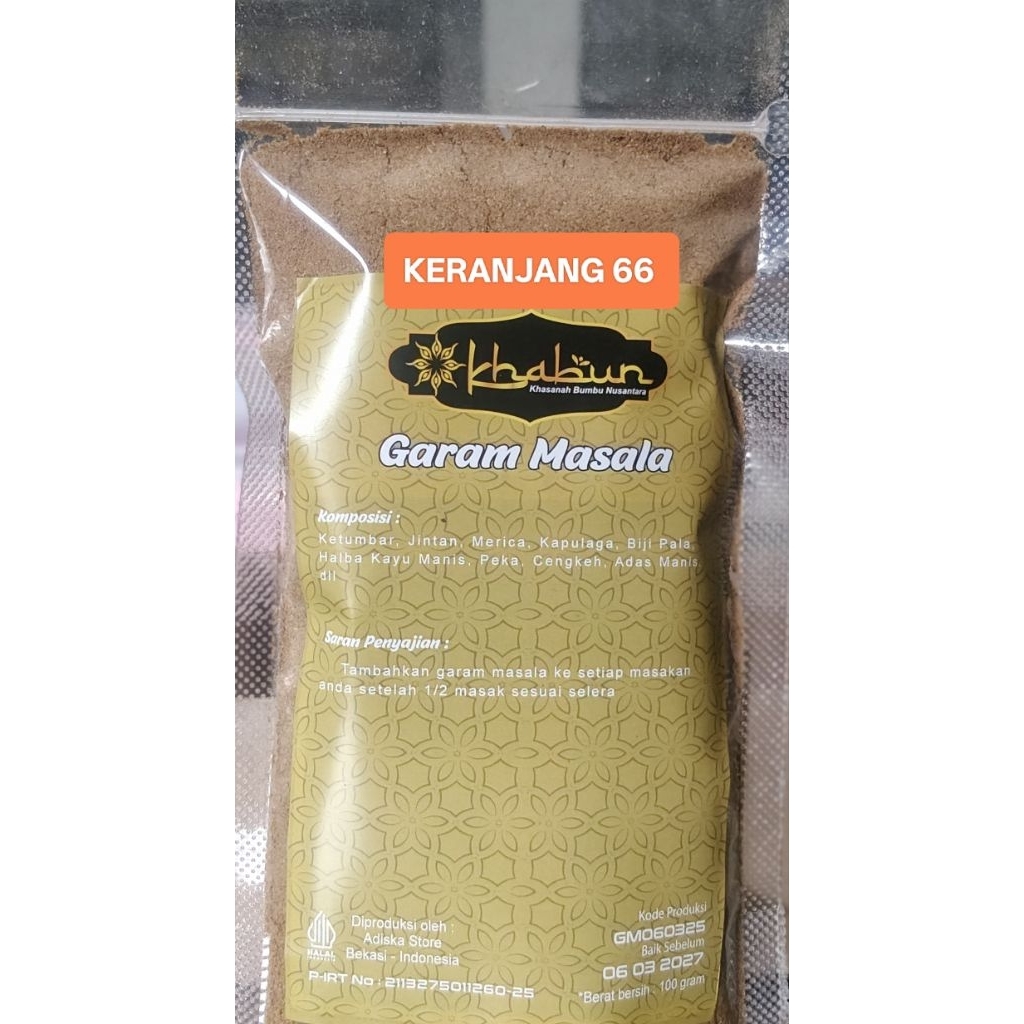 KERANJANG 66
khabun
Khasanah Bumbu Nusantara
Garam Masala
Komposisi :
Ketumbar, Jintan, Merica, Kapulaga, Biji Pala,
Halba Kayu Manis, Peka, Cengkeh, Adas Manis
dll
Saran Penyajian :
Tambahkan garam masala ke setiap masakan
anda setelah 1/2 masak sesuai selera
HALAL
Diproduksi oleh :
Adiska Store
Bekasi - Indonesia
P-IRT No : 2113275011260-25
Kode Produksi
GM060325
Baik Sebelum
06 03 2027
*Berat bersih : 100 gram